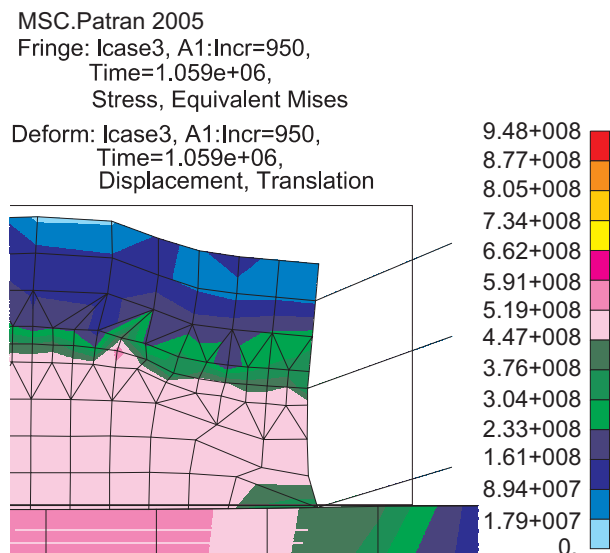 MSC.Patran 2005
Fringe: Icase3, A1:Incr=950,
Time=1.059e+06,
Stress, Equivalent Mises
Deform: Icase3, A1:Incr=950,
Time=1.059e+06,
Displacement, Translation
9.48+008
8.77+008
8.05+008
7.34+008
6.62+008
5.91+008
5.19+008
4.47+008
3.76+008
3.04+008
2.33+008
1.61+008
8.94+007
1.79+007
0.